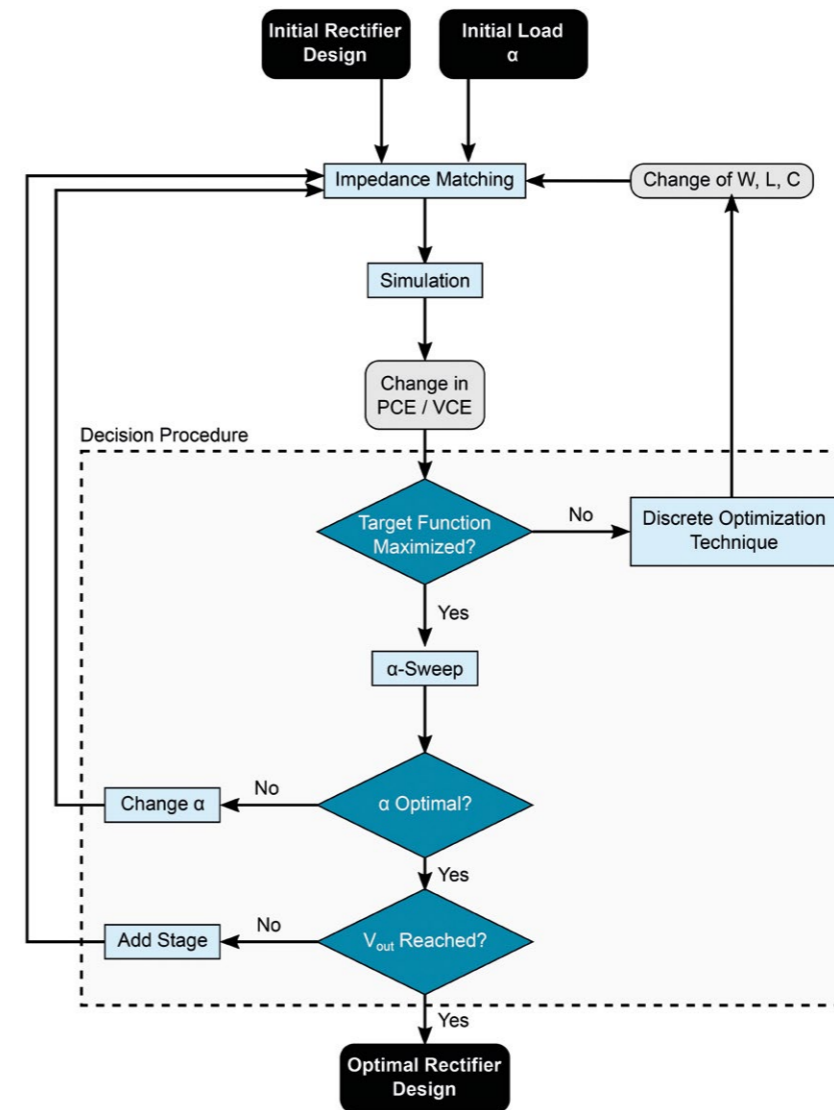 Initial Rectifier
Design
Initial Load
α
Impedance Matching
Change of W, L, C
Simulation
Change in
PCE / VCE
Decision Procedure
Target Function
Maximized?
No
Discrete Optimization
Technique
Yes
α-Sweep
Change α
No
α Optimal?
Yes
Add Stage
No
Vout Reached?
Yes
Optimal Rectifier
Design